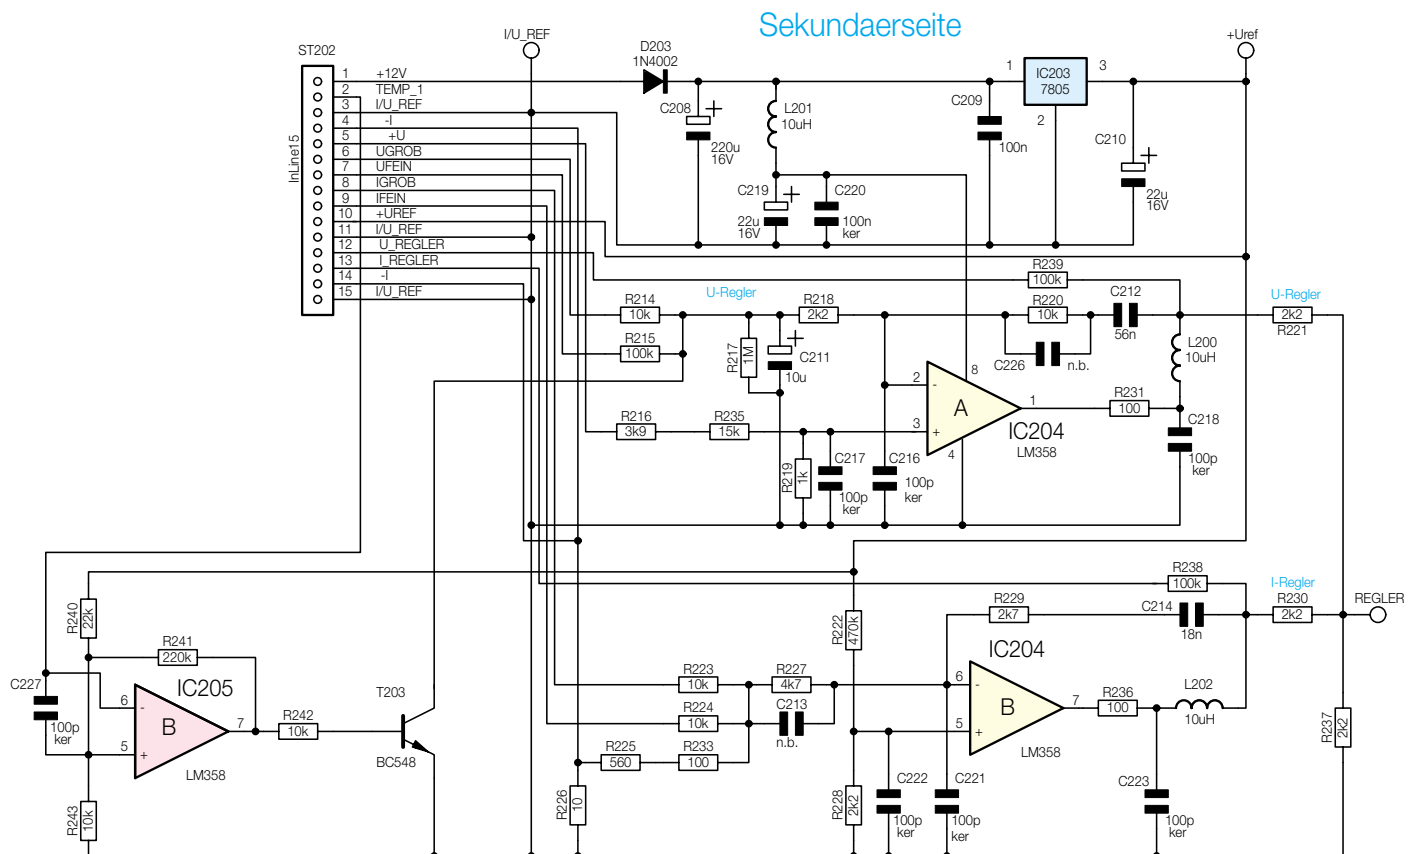 Sekundaerseite
ST202
I/U_REF
D203
1N4002
+Uref
InLine15
1 +12V
2 TEMP_1
3 I/U_REF
4 -I
5 +U
6 UGROB
7 UFEIN
8 IGROB
9 IFEIN
10 +UREF
11 I/U_REF
12 U_REGLER
13 I_REGLER
14 -I
15 I/U_REF
C208
+
220u
16V
L201
10uH
C209
100n
1
IC203
7805
3
2
C210
+
22u
16V
C219
+
22u
16V
C220
100n
ker
R239
100k
R214
10k
U-Regler
R218
2k2
R220
10k
C212
56n
U-Regler
2k2
R221
R215
100k
R217
1M
+
C211
10u
C226
n.b.
L200
10uH
2
-
8
A
3
+
4
1
IC204
LM358
R231
100
C218
100p
ker
R216
3k9
R235
15k
R219
1k
C217
100p
ker
C216
100p
ker
R238
100k
I-Regler
R230
2k2
REGLER
R229
2k7
C214
18n
R240
22k
R241
220k
R222
470k
IC204
C227
100p
ker
IC205
6
-
B
5
+
7
LM358
R242
10k
T203
BC548
R223
10k
R227
4k7
R224
10k
C213
n.b.
R225
560
R233
100
6
-
B
5
+
7
LM358
R236
100
L202
10uH
R237
2k2
R243
10k
R226
10
R228
2k2
C222
100p
ker
C221
100p
ker
C223
100p
ker